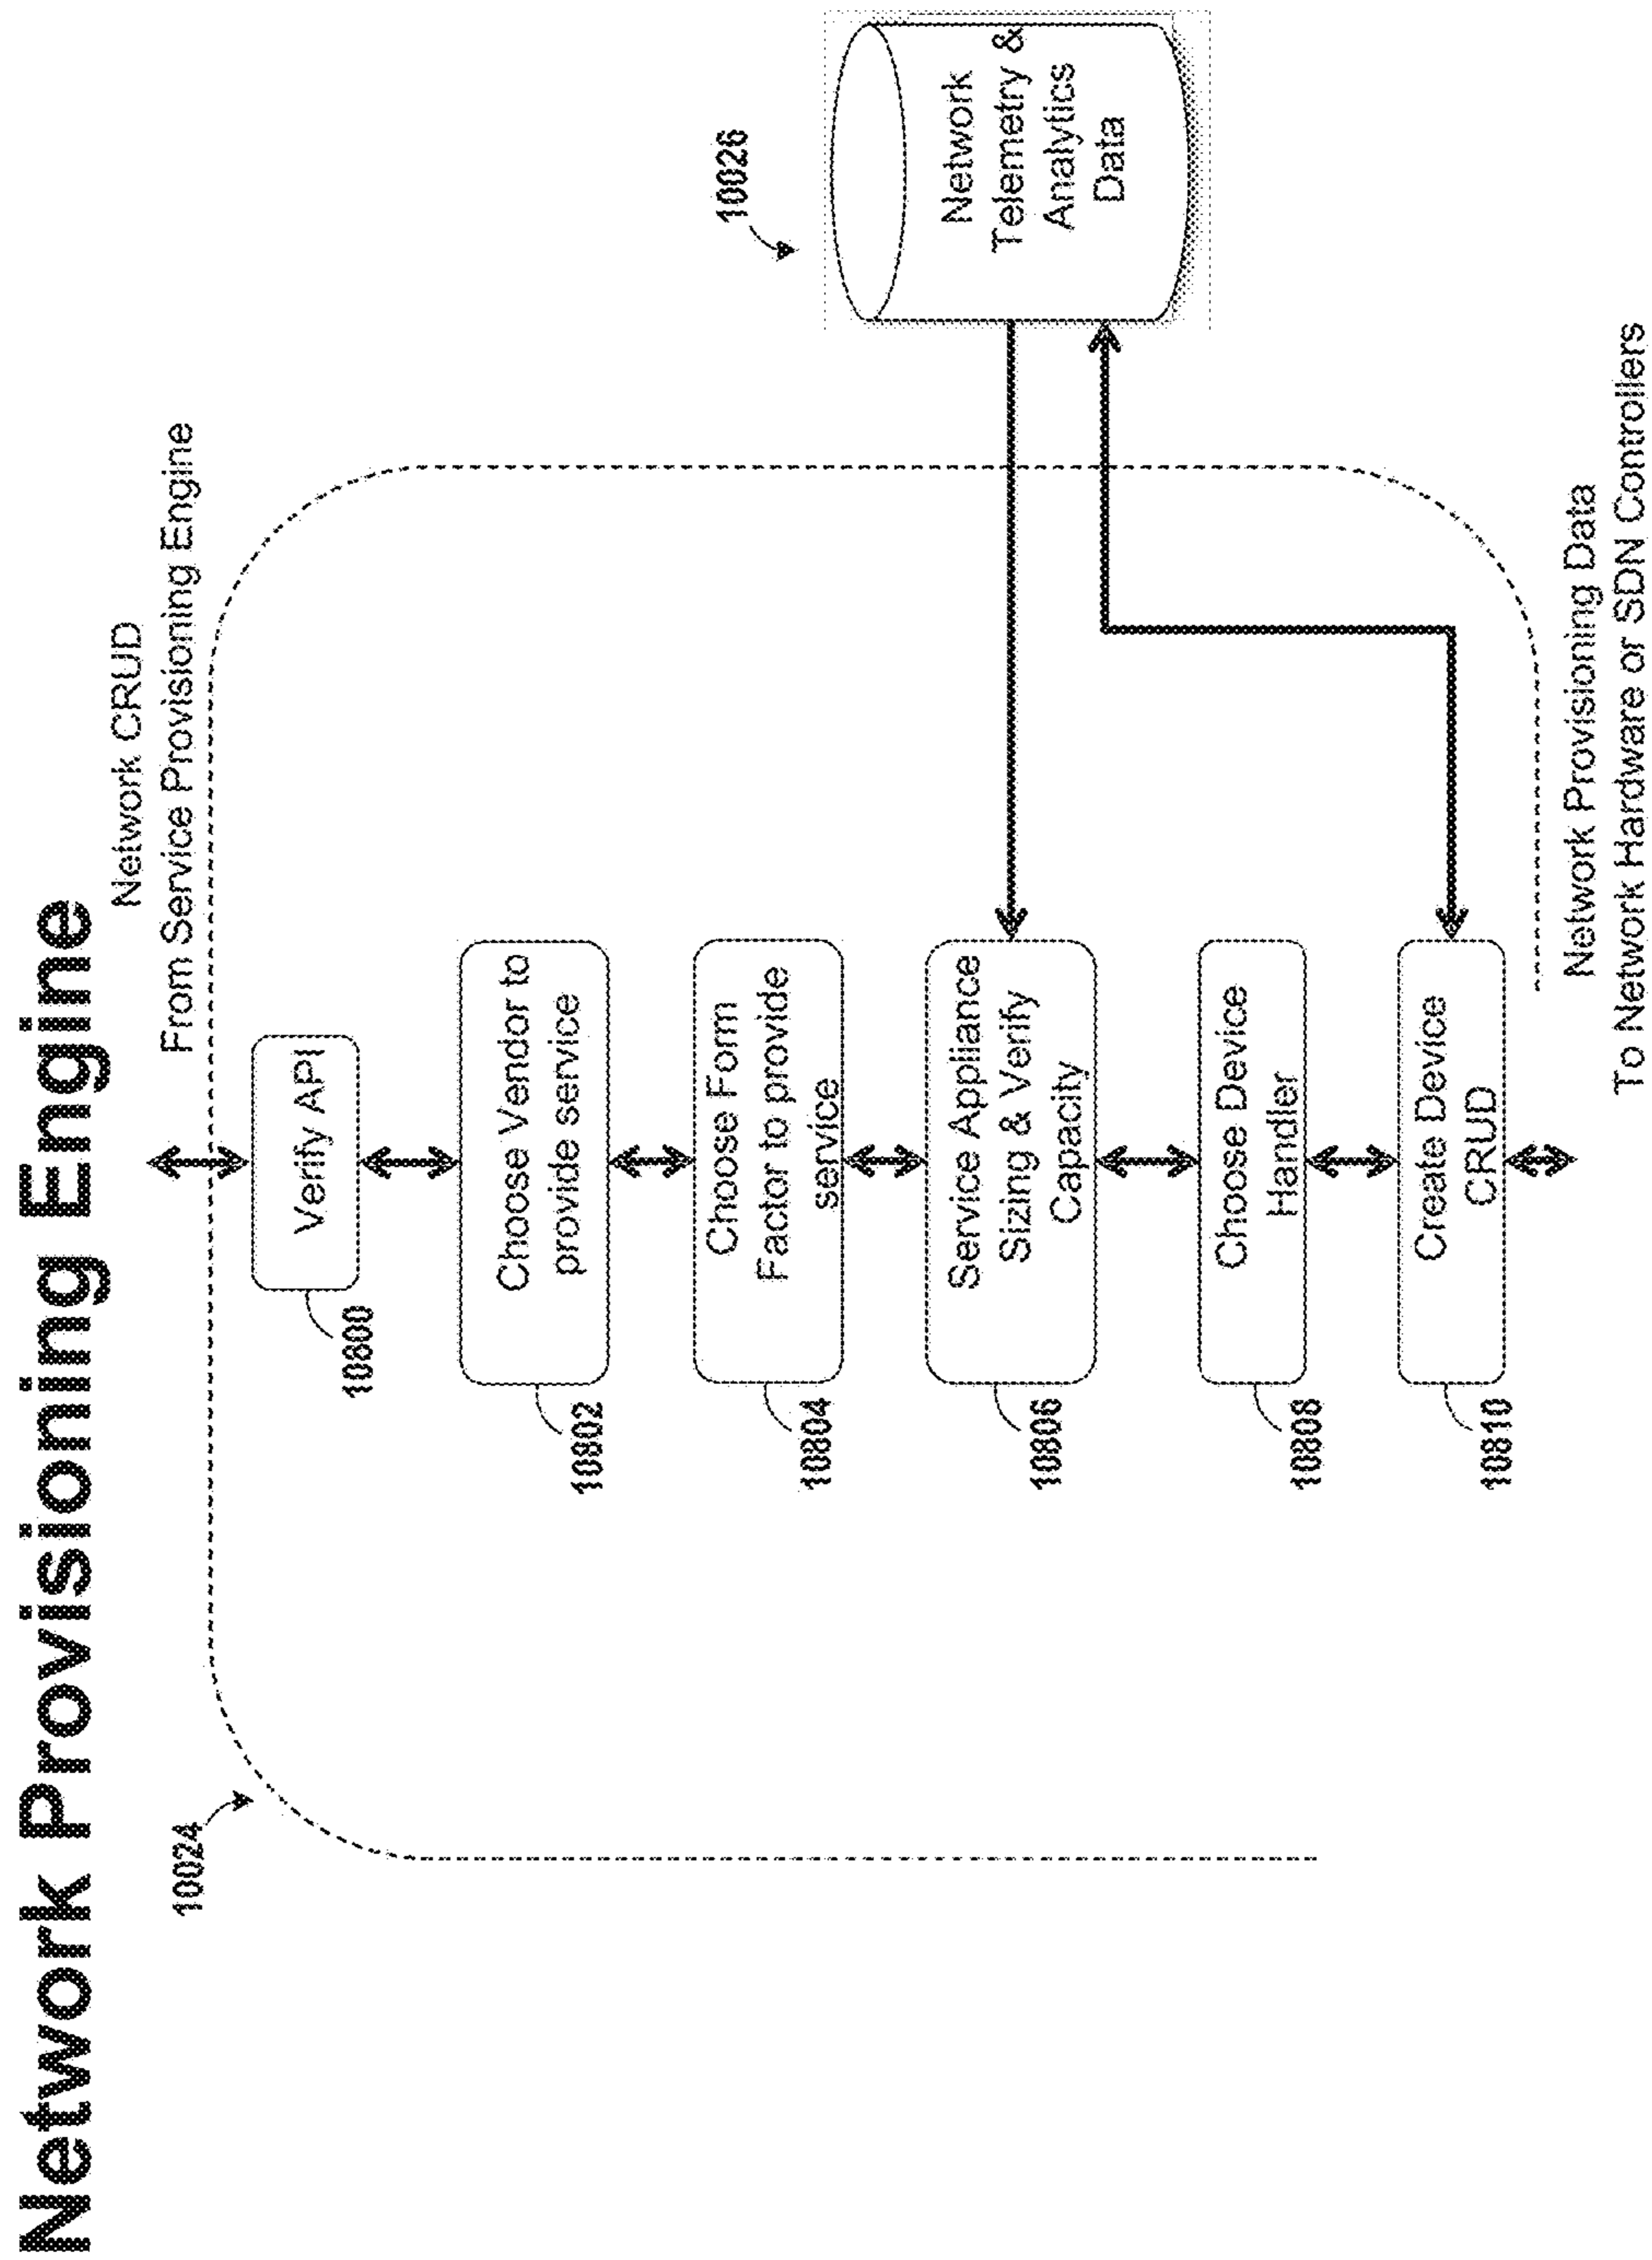 Network Provisioning Engine
Network CRUD
From Service Provisioning Engine
10024
Verify API
10800
Choose Vendor to
provide service
10802
Choose Form
Factor to provide
service
10804
Service Appliance
Sizing & Verify
Capacity
10806
Choose Device
Handler
10808
Create Device
CRUD
10810
10026
Network
Telemetry &
Analytics
Data
Network Provisioning Data
To Network Hardware or SDN Controllers